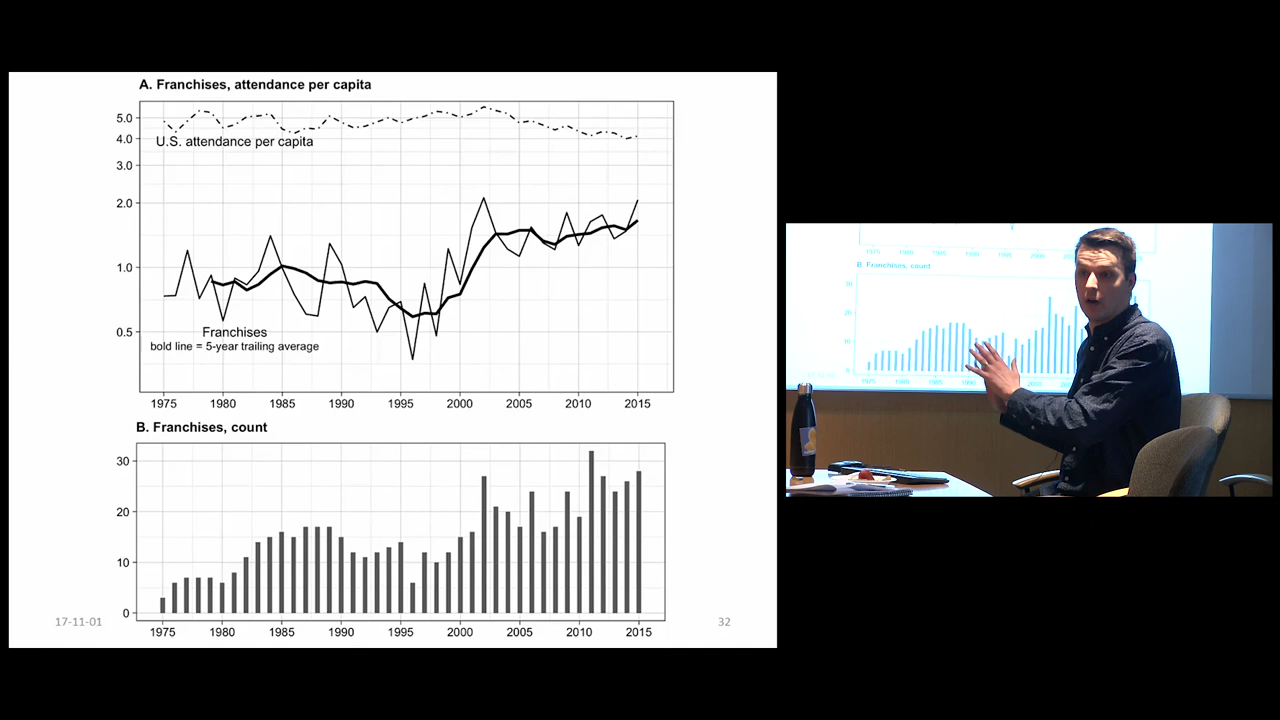 A. Franchises, attendance per capita
5.0
4.0
3.0
2.0
1.0
0.5
U.S. attendance per capita
Franchises
bold line = 5-year trailing average
1975 1980 1985 1990 1995 2000 2005 2010 2015
B. Franchises, count
30
20
10
0
1975 1980 1985 1990 1995 2000 2005 2010 2015
17-11-01
32
B. Franchises, count